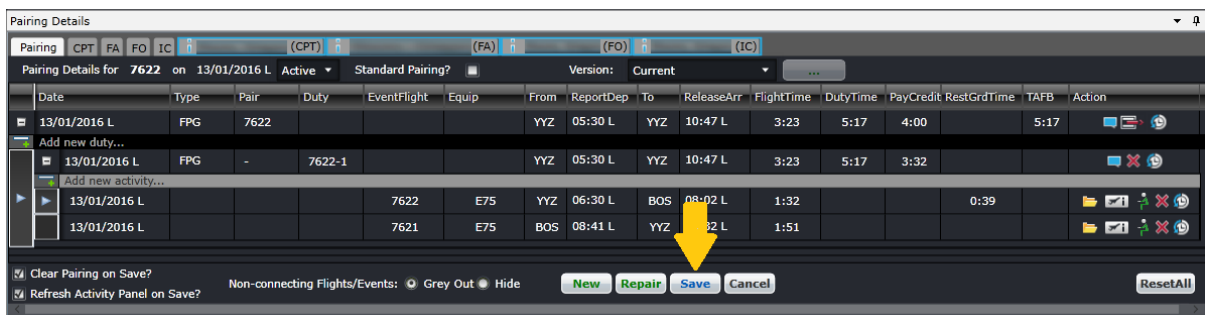 Pairing Details
Pairing CPT FA FO IC (CPT) (FA) (FO) (IC)
Pairing Details for 7622 on 13/01/2016 L Active Standard Pairing? Version: Current ...
Date Type Pair Duty EventFlight Equip From ReportDep To ReleaseArr FlightTime DutyTime PayCredit RestGrdTime TAFB Action
13/01/2016 L FPG 7622 YYZ 05:30 L YYZ 10:47 L 3:23 5:17 4:00 5:17
Add new duty...
13/01/2016 L FPG - 7622-1 YYZ 05:30 L YYZ 10:47 L 3:23 5:17 3:32
Add new activity...
13/01/2016 L 7622 E75 YYZ 06:30 L BOS 08:02 L 1:32 0:39
13/01/2016 L 7621 E75 BOS 08:41 L YYZ 1:51
Clear Pairing on Save?
Refresh Activity Panel on Save?
Non-connecting Flights/Events: Grey Out Hide New Repair Save Cancel ResetAll